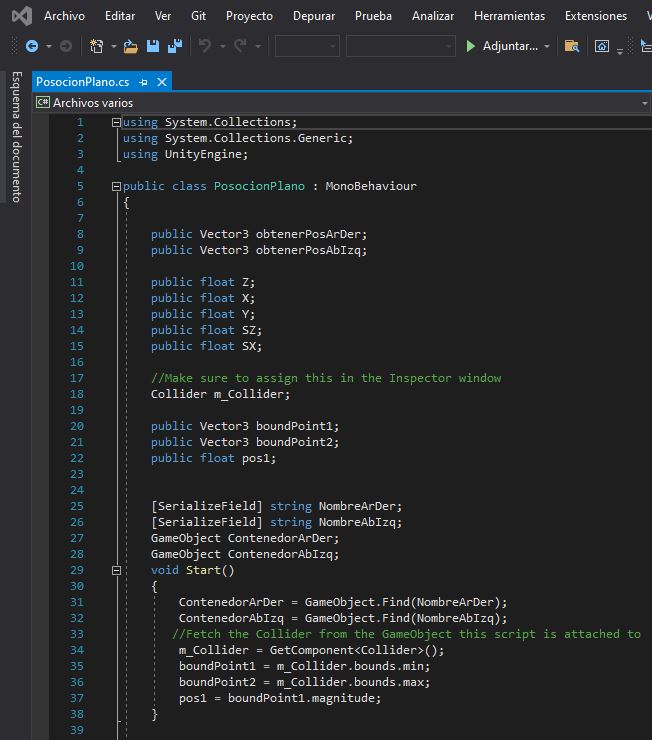 Archivo Editar Ver Git Proyecto Depurar Prueba Analizar Herramientas Extensiones
Adjuntar...
PosocionPlano.cs
Esquema del documento
C# Archivos varios
1 using System.Collections;
2 using System.Collections.Generic;
3 using UnityEngine;
4
5 public class PosocionPlano : MonoBehaviour
6 {
7
8 public Vector3 obtenerPosArDer;
9 public Vector3 obtenerPosAbIzq;
10
11 public float Z;
12 public float X;
13 public float Y;
14 public float SZ;
15 public float SX;
16
17 //Make sure to assign this in the Inspector window
18 Collider m_Collider;
19
20 public Vector3 boundPoint1;
21 public Vector3 boundPoint2;
22 public float pos1;
23
24
25 [SerializeField] string NombreArDer;
26 [SerializeField] string NombreAbIzq;
27 GameObject ContenedorArDer;
28 GameObject ContenedorAbIzq;
29 void Start()
30 {
31 ContenedorArDer = GameObject.Find(NombreArDer);
32 ContenedorAbIzq = GameObject.Find(NombreAbIzq);
33 //Fetch the Collider from the GameObject this script is attached to
34 m_Collider = GetComponent<Collider>();
35 boundPoint1 = m_Collider.bounds.min;
36 boundPoint2 = m_Collider.bounds.max;
37 pos1 = boundPoint1.magnitude;
38 }
39